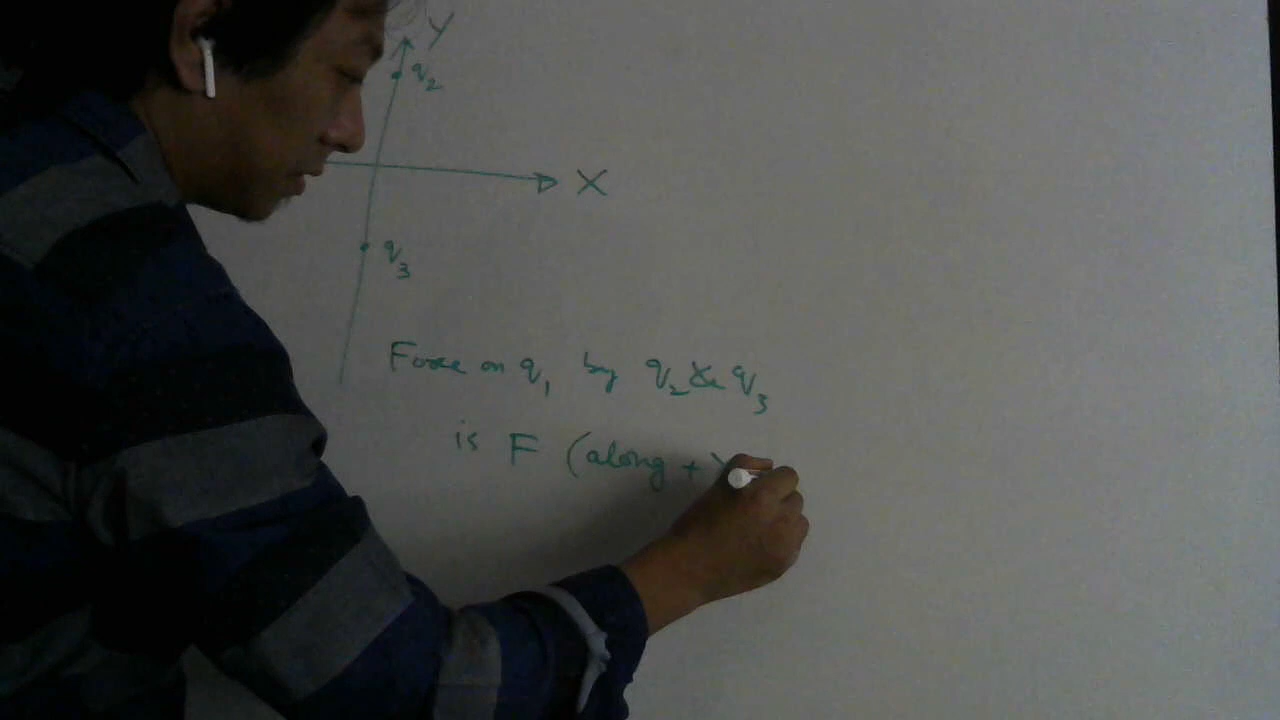 Y
q2
X
q3
Force on q1 by q2 & q3
is F (along +